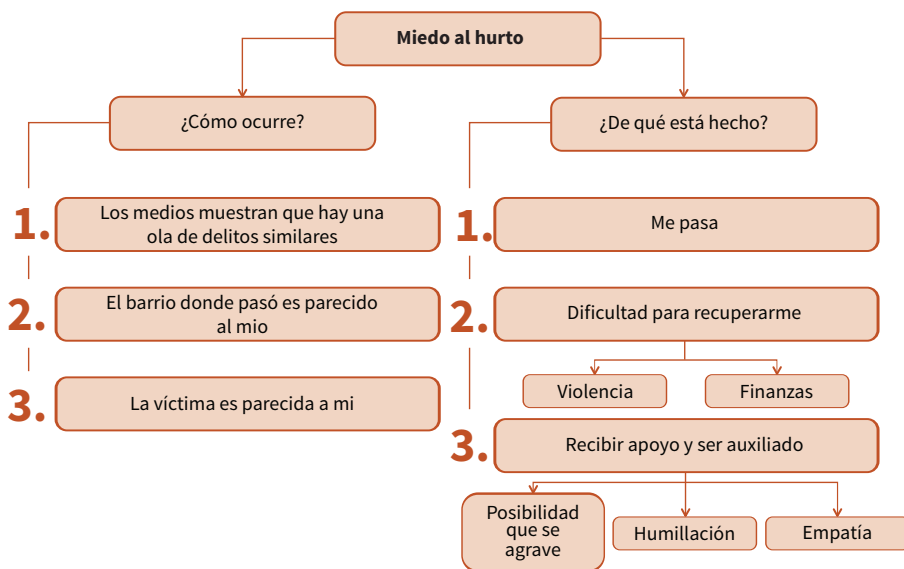 Miedo al hurto
¿Cómo ocurre?
1.
Los medios muestran que hay una
ola de delitos similares
2.
El barrio donde pasó es parecido
al mio
3.
La víctima es parecida a mi
¿De qué está hecho?
1.
Me pasa
2.
Dificultad para recuperarme
Violencia
Finanzas
3.
Recibir apoyo y ser auxiliado
Posibilidad
que se
agrave
Humillación
Empatía